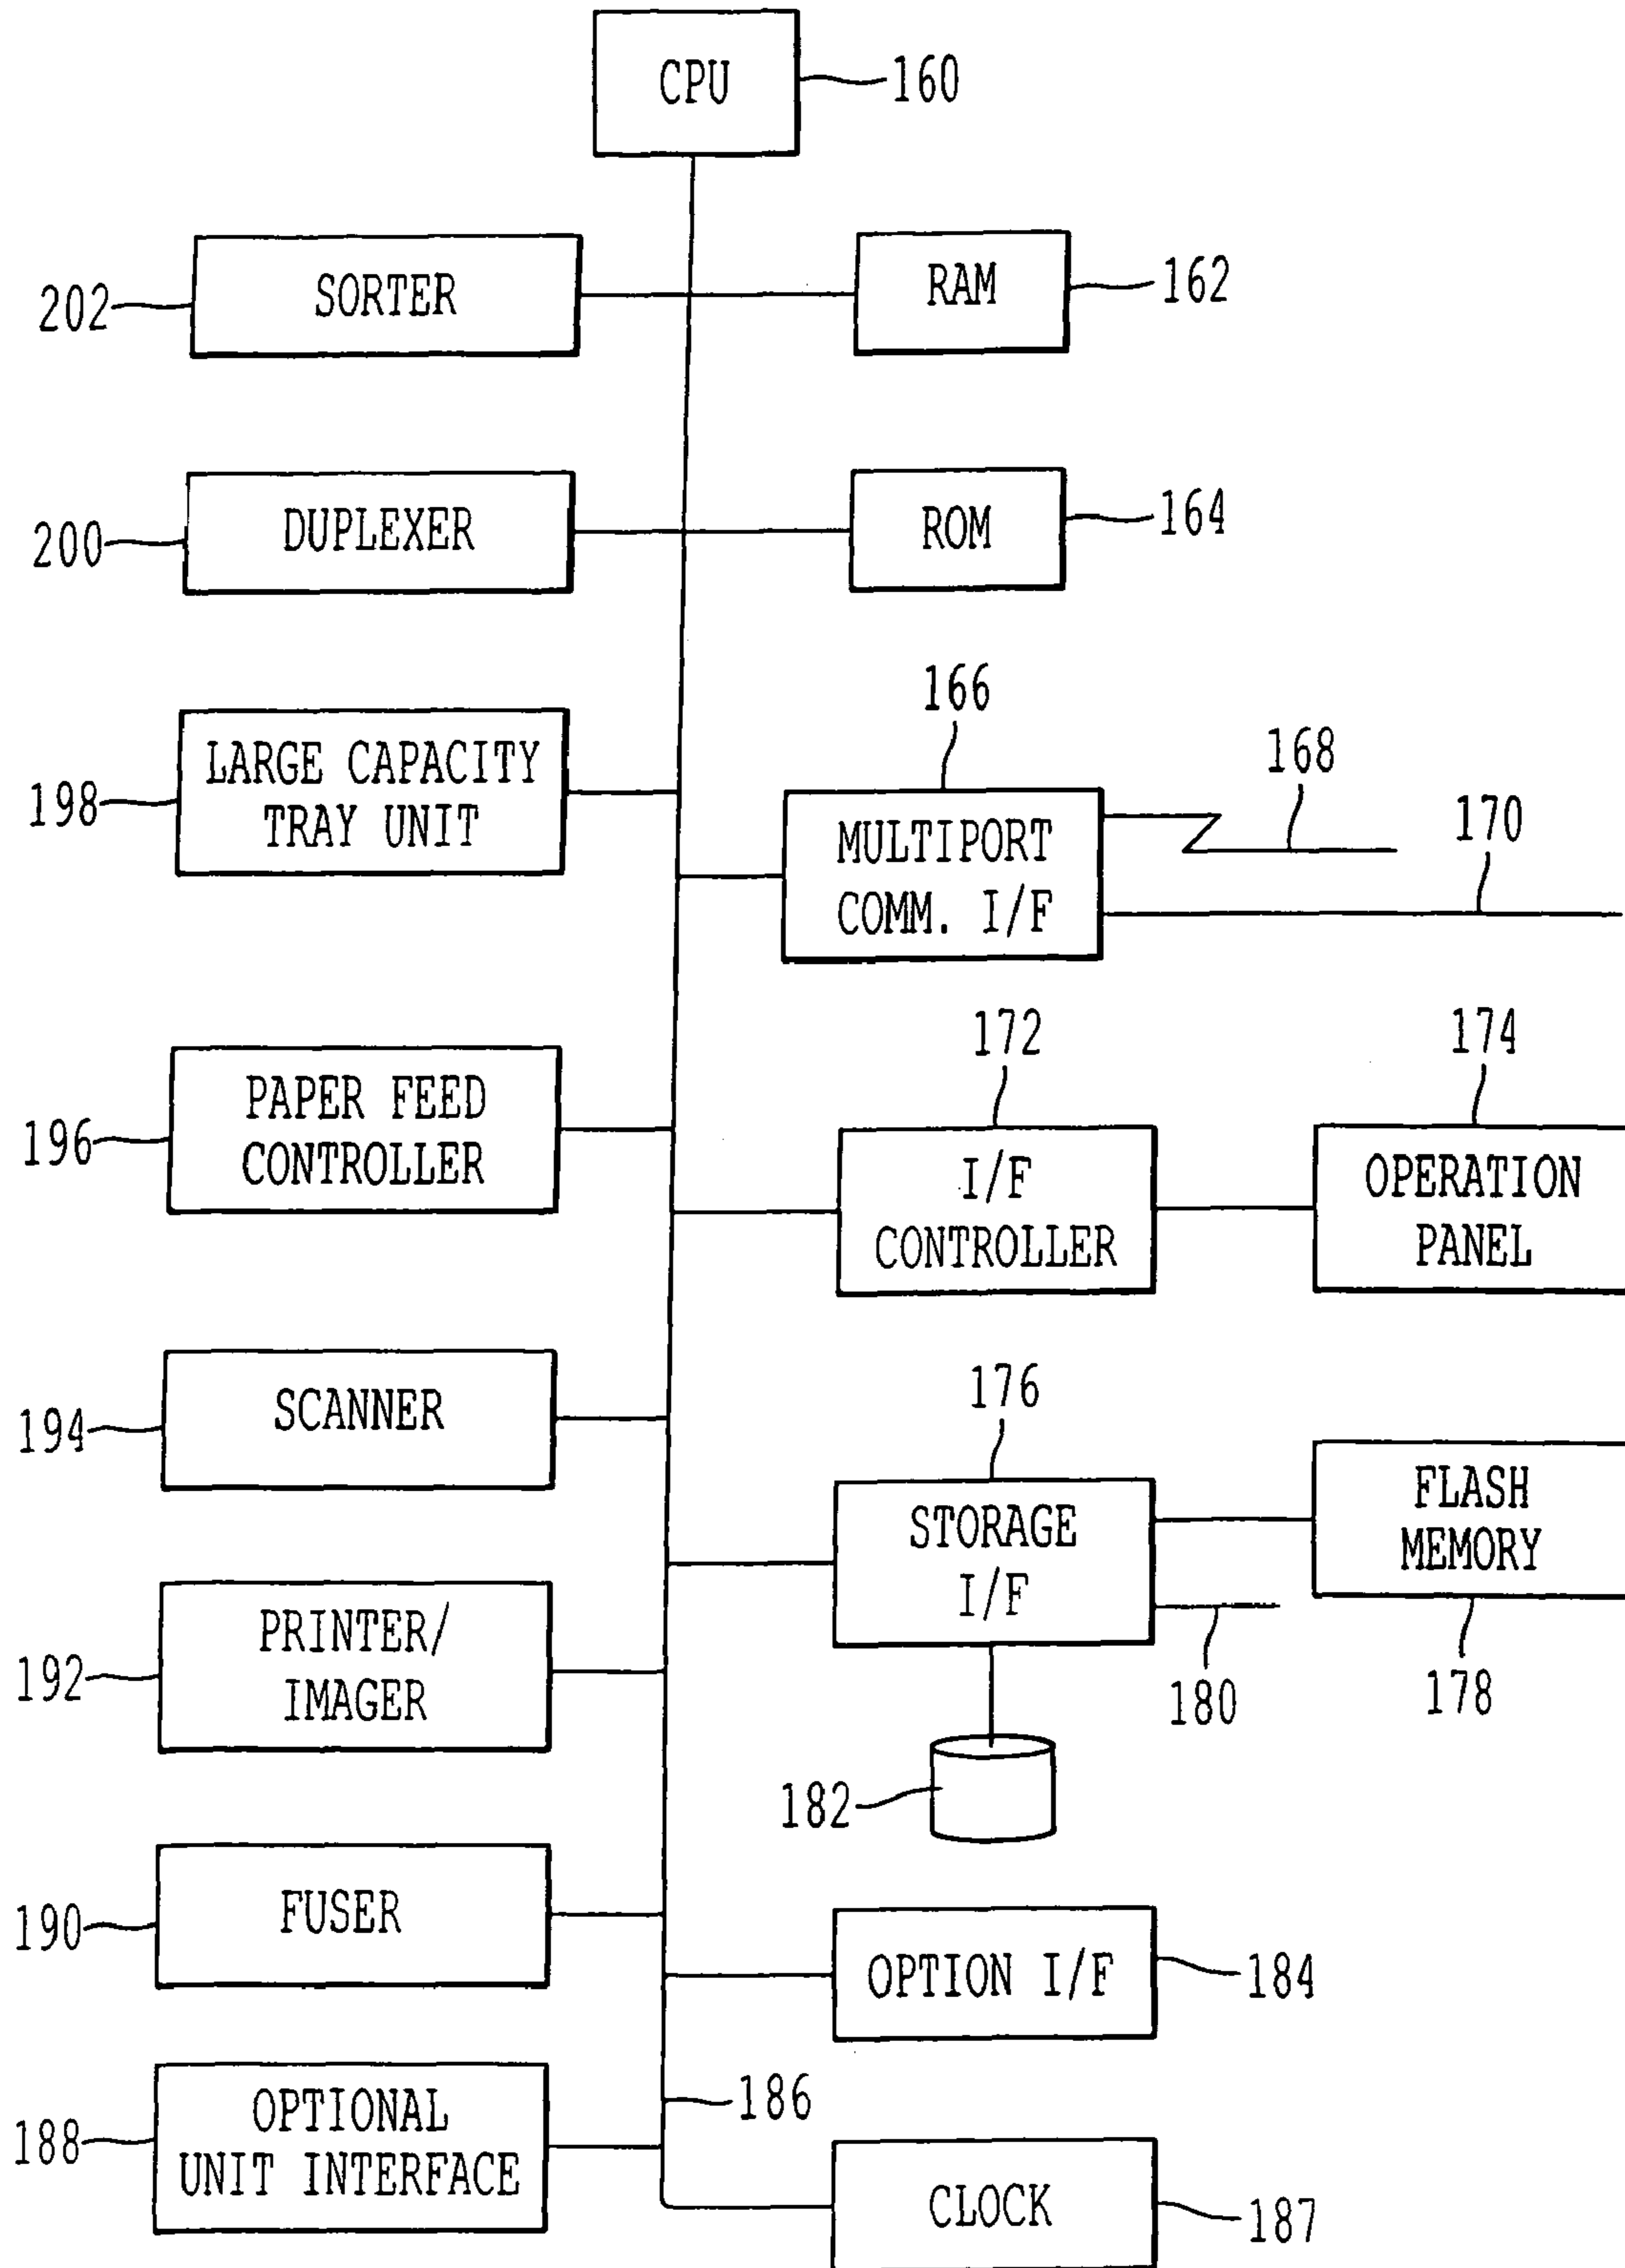 CPU
160
202
SORTER
RAM
162
200
DUPLEXER
ROM
164
198
LARGE CAPACITY
TRAY UNIT
166
168
170
MULTIPORT
COMM. I/F
196
PAPER FEED
CONTROLLER
172
I/F
CONTROLLER
174
OPERATION
PANEL
194
SCANNER
176
STORAGE
I/F
FLASH
MEMORY
178
180
182
192
PRINTER/
IMAGER
190
FUSER
OPTION I/F
184
186
188
OPTIONAL
UNIT INTERFACE
CLOCK
187